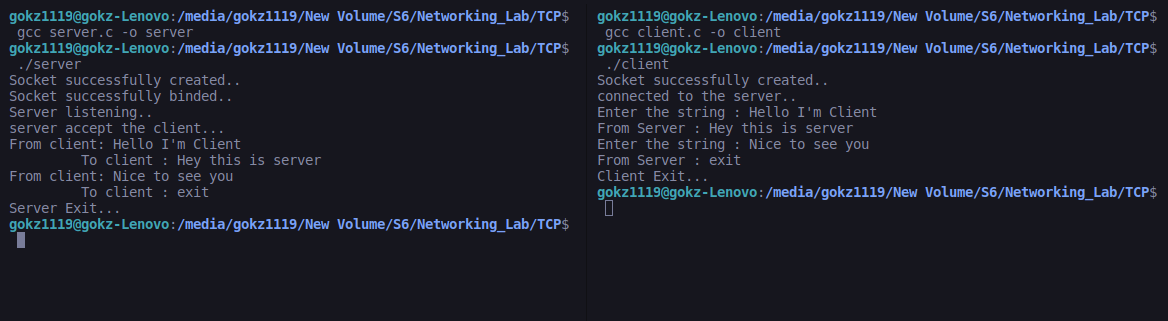 gokz1119@gokz-Lenovo:/media/gokz1119/New Volume/S6/Networking_Lab/TCP$
gcc server.c -o server
gokz1119@gokz-Lenovo:/media/gokz1119/New Volume/S6/Networking_Lab/TCP$
./server
Socket successfully created..
Socket successfully binded..
Server listening..
server accept the client...
From client: Hello I'm Client
To client : Hey this is server
From client: Nice to see you
To client : exit
Server Exit...
gokz1119@gokz-Lenovo:/media/gokz1119/New Volume/S6/Networking_Lab/TCP$
gokz1119@gokz-Lenovo:/media/gokz1119/New Volume/S6/Networking_Lab/TCP$
gcc client.c -o client
gokz1119@gokz-Lenovo:/media/gokz1119/New Volume/S6/Networking_Lab/TCP$
./client
Socket successfully created..
connected to the server..
Enter the string : Hello I'm Client
From Server : Hey this is server
Enter the string : Nice to see you
From Server : exit
Client Exit...
gokz1119@gokz-Lenovo:/media/gokz1119/New Volume/S6/Networking_Lab/TCP$